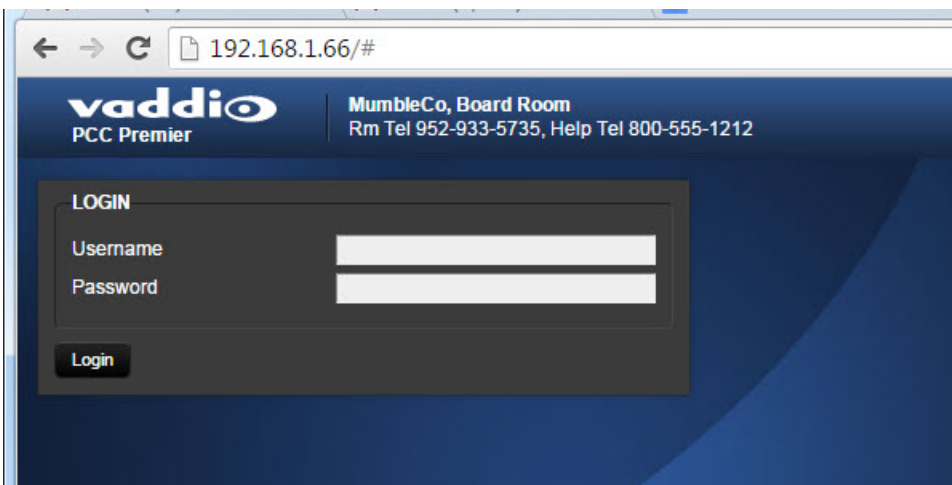 192.168.1.66/#
vaddio
PCC Premier
MumbleCo, Board Room
Rm Tel 952-933-5735, Help Tel 800-555-1212
LOGIN
Username
Password
Login